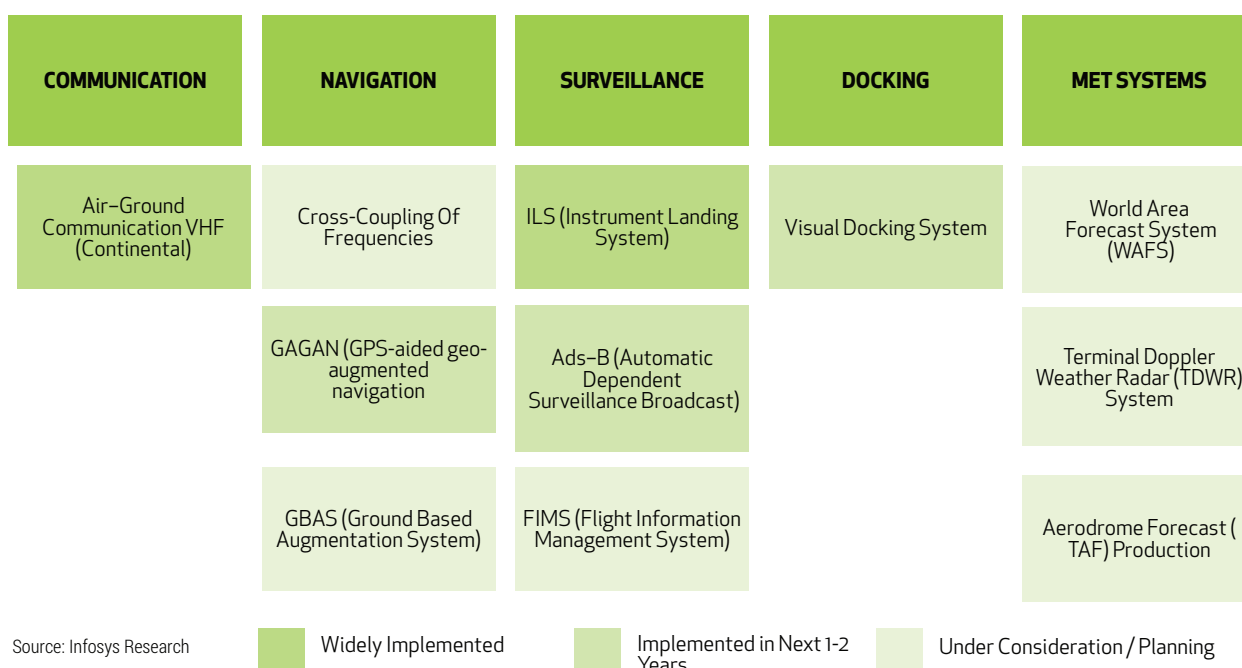 COMMUNICATION
NAVIGATION
SURVEILLANCE
DOCKING
MET SYSTEMS
Air–Ground
Communication VHF
(Continental)
Cross-Coupling Of
Frequencies
ILS (Instrument Landing
System)
Visual Docking System
World Area
Forecast System
(WAFS)
GAGAN (GPS-aided geo-
augmented
navigation
Ads–B (Automatic
Dependent
Surveillance Broadcast)
Terminal Doppler
Weather Radar (TDWR)
System
GBAS (Ground Based
Augmentation System)
FIMS (Flight Information
Management System)
Aerodrome Forecast (
TAF) Production
Source: Infosys Research
Widely Implemented
Implemented in Next 1-2
Years
Under Consideration / Planning